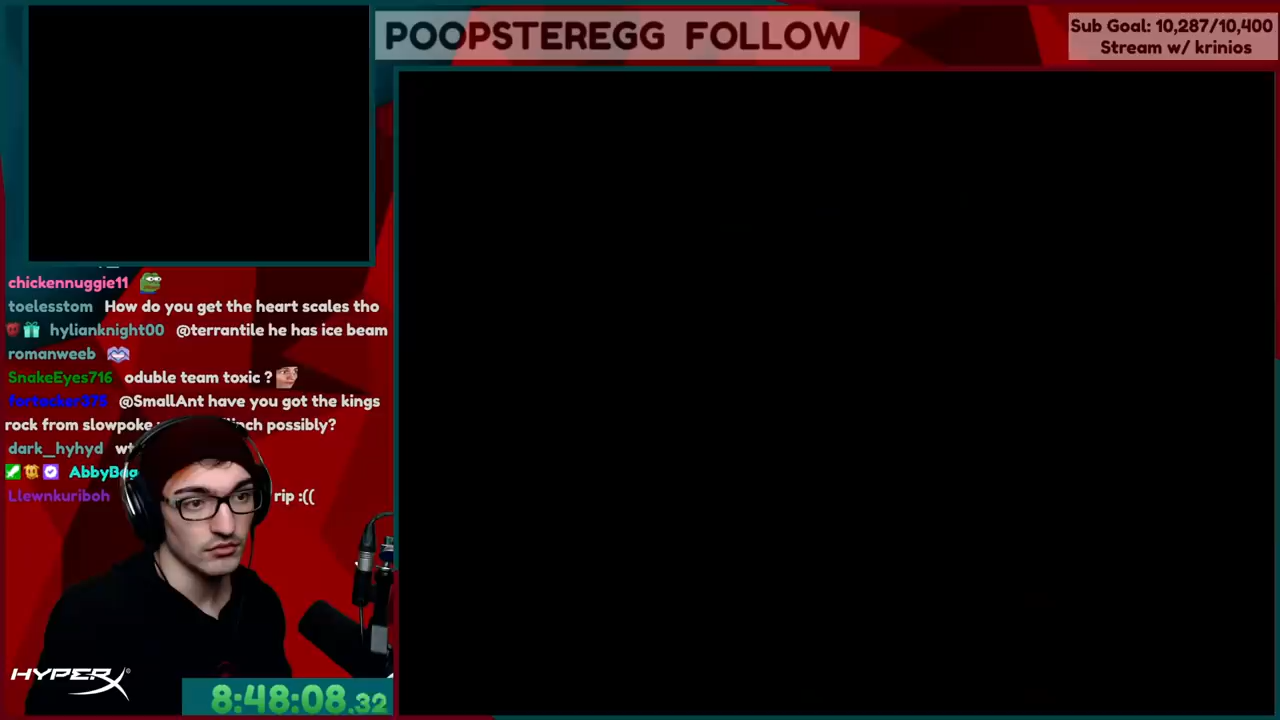 POOPSTEREGG FOLLOW
Sub Goal: 10,287/10,400
Stream w/ krinios
chickennuggie11
toelesstom How do you get the heart scales tho
hylianknight00 @terrantile he has ice beam
romanweeb
SnakeEyes716 oduble team toxic ?
@SmallAnt have you got the kings
rock from slowpoke possibly?
dark_hyhyd
Llewnkuriboh rip :((
HYPERX
8:48:08.32